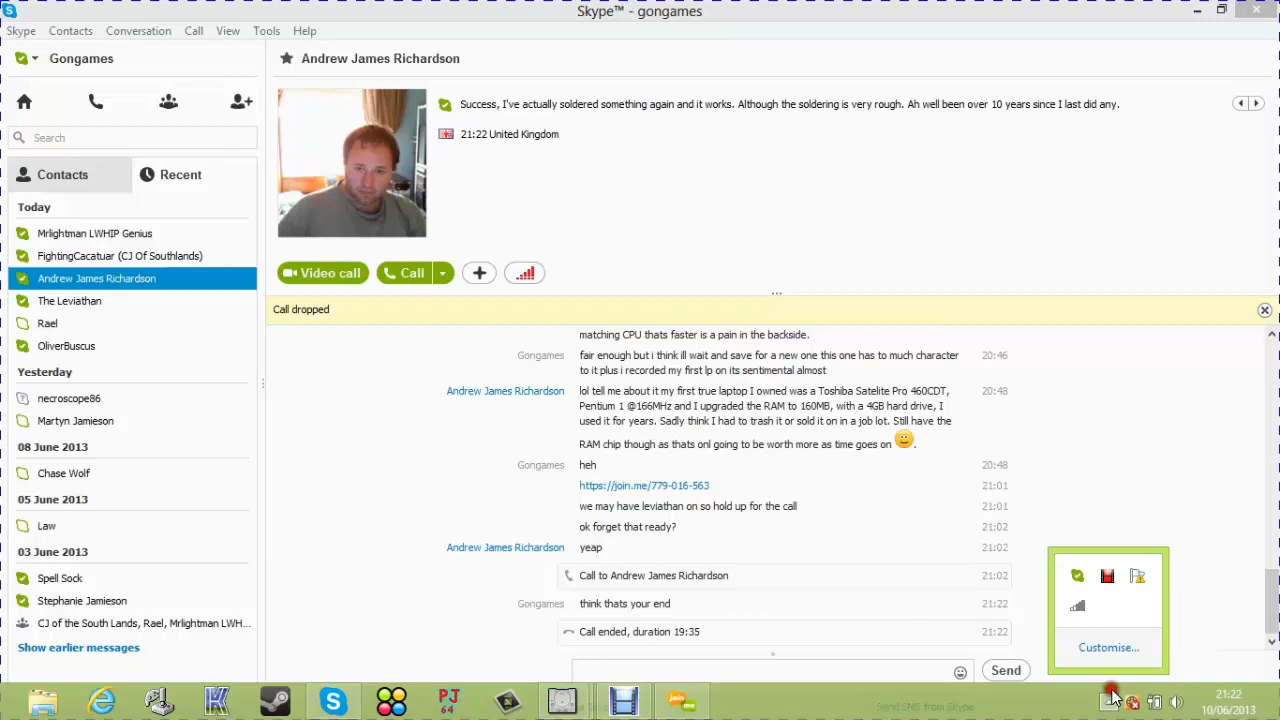 Skype™ - gongames
Skype Contacts Conversation Call View Tools Help
Gongames
Search
Contacts Recent
Today
Mrlightman LWHIP Genius
FightingCacatuar (CJ Of Southlands)
Andrew James Richardson
The Leviathan
Rael
OliverBuscus
Yesterday
necroscope86
Martyn Jamieson
08 June 2013
Chase Wolf
05 June 2013
Law
03 June 2013
Spell Sock
Stephanie Jamieson
CJ of the South Lands, Rael, Mrlightman LWH...
Show earlier messages
Andrew James Richardson
Success, I've actually soldered something again and it works. Although the soldering is very rough. Ah well been over 10 years since I last did any.
21:22 United Kingdom
Video call Call
Call dropped
matching CPU thats faster is a pain in the backside.
Gongames fair enough but i think ill wait and save for a new one this one has to much character 20:46
to it plus i recorded my first lp on its sentimental almost
Andrew James Richardson lol tell me about it my first true laptop I owned was a Toshiba Satelite Pro 460CDT, 20:48
Pentium 1 @166MHz and I upgraded the RAM to 160MB, with a 4GB hard drive, I
used it for years. Sadly think I had to trash it or sold it on in a job lot. Still have the
RAM chip though as thats onl going to be worth more as time goes on .
Gongames heh 20:48
https://join.me/779-016-563 21:01
we may have leviathan on so hold up for the call 21:01
ok forget that ready? 21:02
Andrew James Richardson yeap 21:02
Call to Andrew James Richardson 21:02
Gongames think thats your end 21:22
Call ended, duration 19:35 21:22
Send
Customise...
Send SMS from Skype
PJ
64
join
me
21:22
10/06/2013